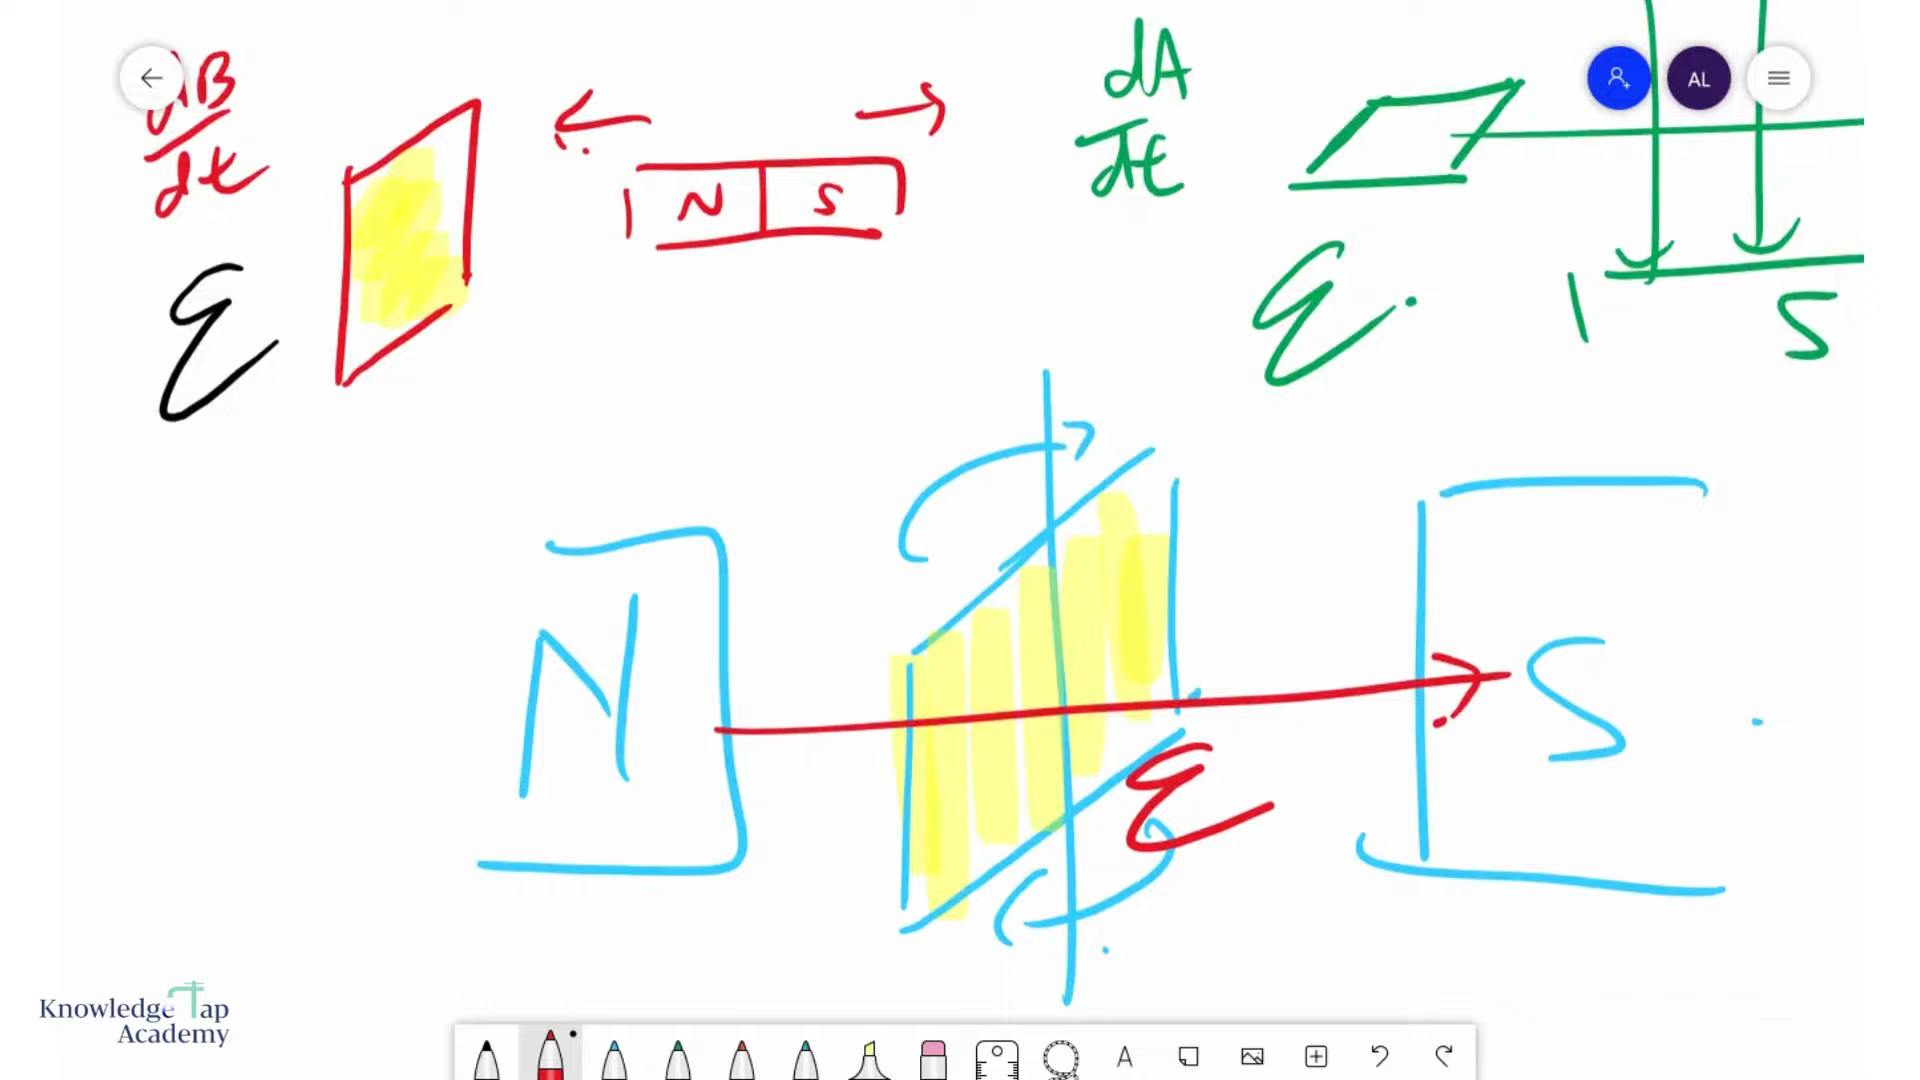 dB
dt
N S
ℰ
dA
dt
ℰ
S
AL
N
S
ℰ
Knowledge Tap
Academy
A